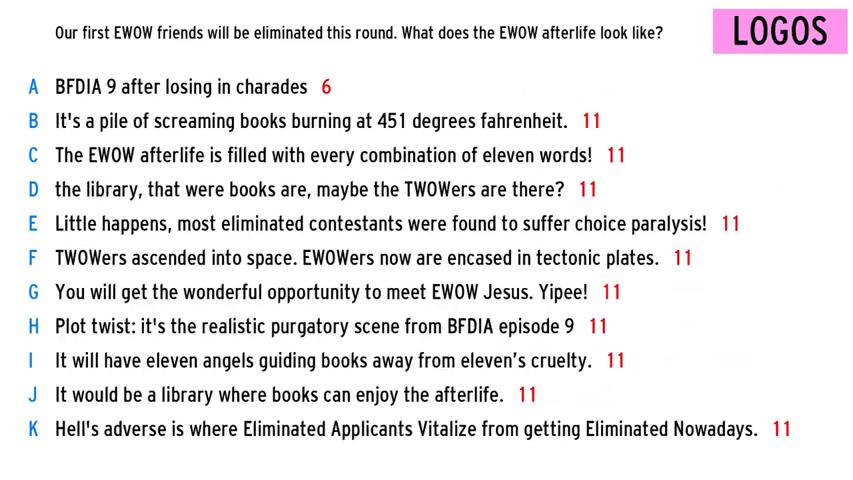 Our first EWOW friends will be eliminated this round. What does the EWOW afterlife look like?
LOGOS
A BFDIA 9 after losing in charades 6
B It's a pile of screaming books burning at 451 degrees fahrenheit. 11
C The EWOW afterlife is filled with every combination of eleven words! 11
D the library, that were books are, maybe the TWOWers are there? 11
E Little happens, most eliminated contestants were found to suffer choice paralysis! 11
F TWOWers ascended into space. EWOWers now are encased in tectonic plates. 11
G You will get the wonderful opportunity to meet EWOW Jesus. Yipee! 11
H Plot twist: it's the realistic purgatory scene from BFDIA episode 9 11
I It will have eleven angels guiding books away from eleven’s cruelty. 11
J It would be a library where books can enjoy the afterlife. 11
K Hell's adverse is where Eliminated Applicants Vitalize from getting Eliminated Nowadays. 11